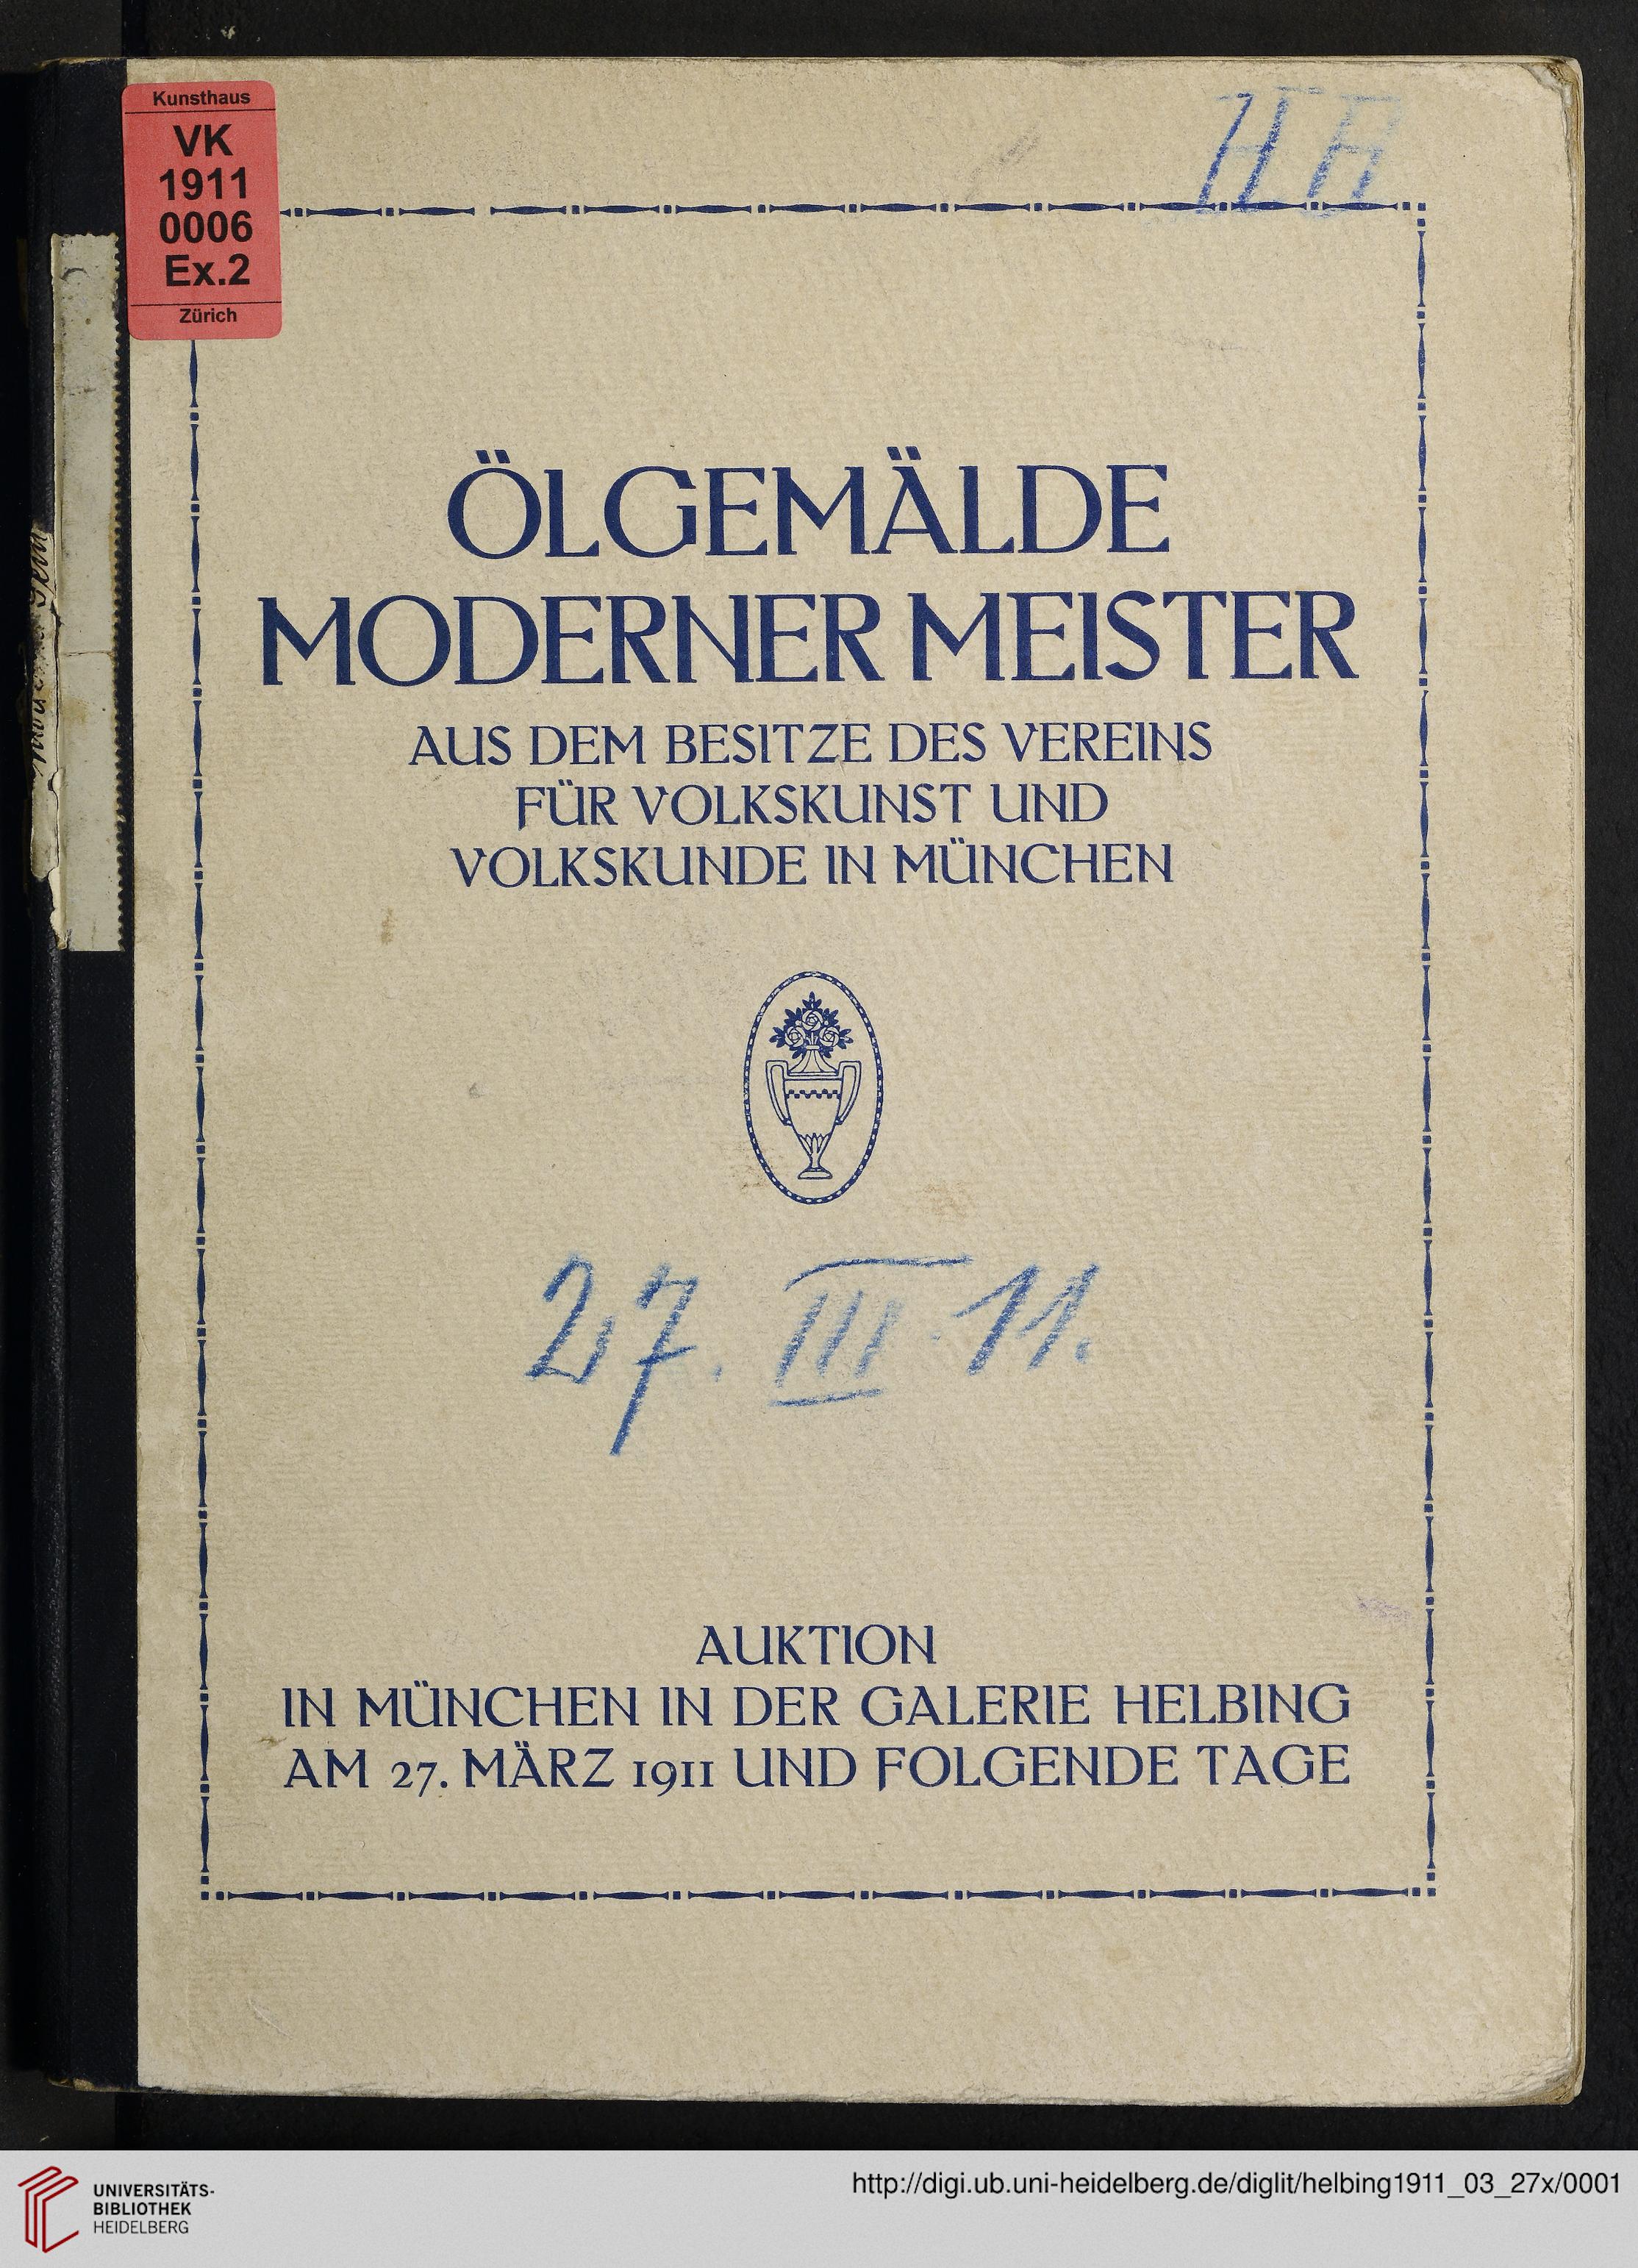 Kunsthaus
VK
1911
0006
Ex.2
Zürich
ÖLGEMÄLDE
MODERNER MEISTER
AUS DEM BESITZE DES VEREINS
FÜR VOLKSKUNST UND
VOLKSKUNDE IN MÜNCHEN
27. III 11.
AUKTION
IN MÜNCHEN IN DER GALERIE HELBING
AM 27. MÄRZ 1911 UND FOLGENDE TAGE
UNIVERSITÄTS-
BIBLIOTHEK
HEIDELBERG
http://digi.ub.uni-heidelberg.de/diglit/helbing1911_03_27x/0001